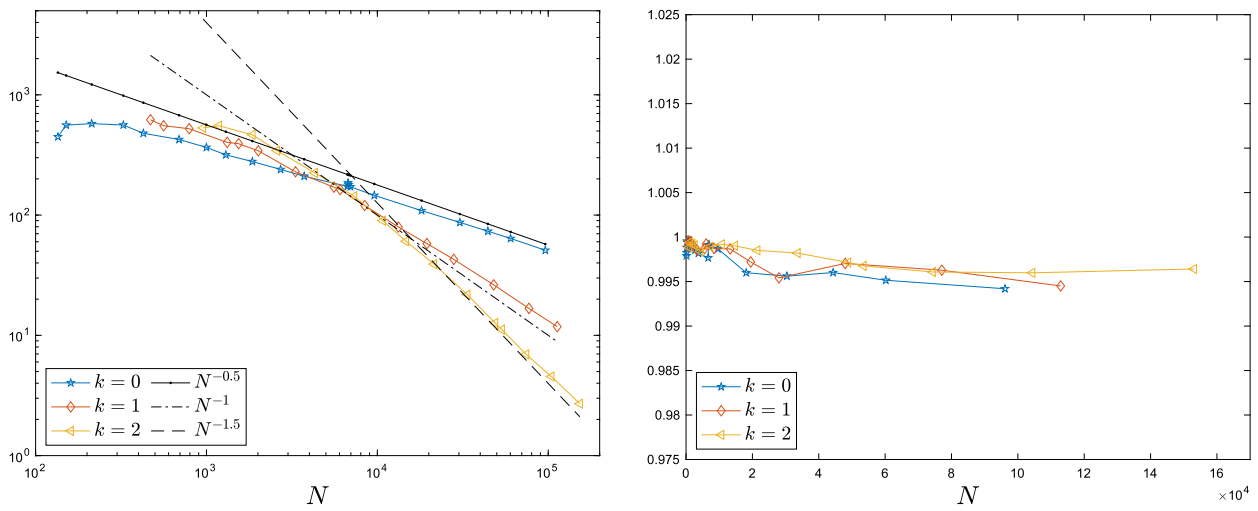 10^3
10^2
10^1
10^0
10^2
10^3
10^4
10^5
N
k = 0
N^{-0.5}
k = 1
N^{-1}
k = 2
N^{-1.5}
1.025
1.02
1.015
1.01
1.005
1
0.995
0.99
0.985
0.98
0.975
0
2
4
6
8
10
12
14
16
×10^4
N
k = 0
k = 1
k = 2